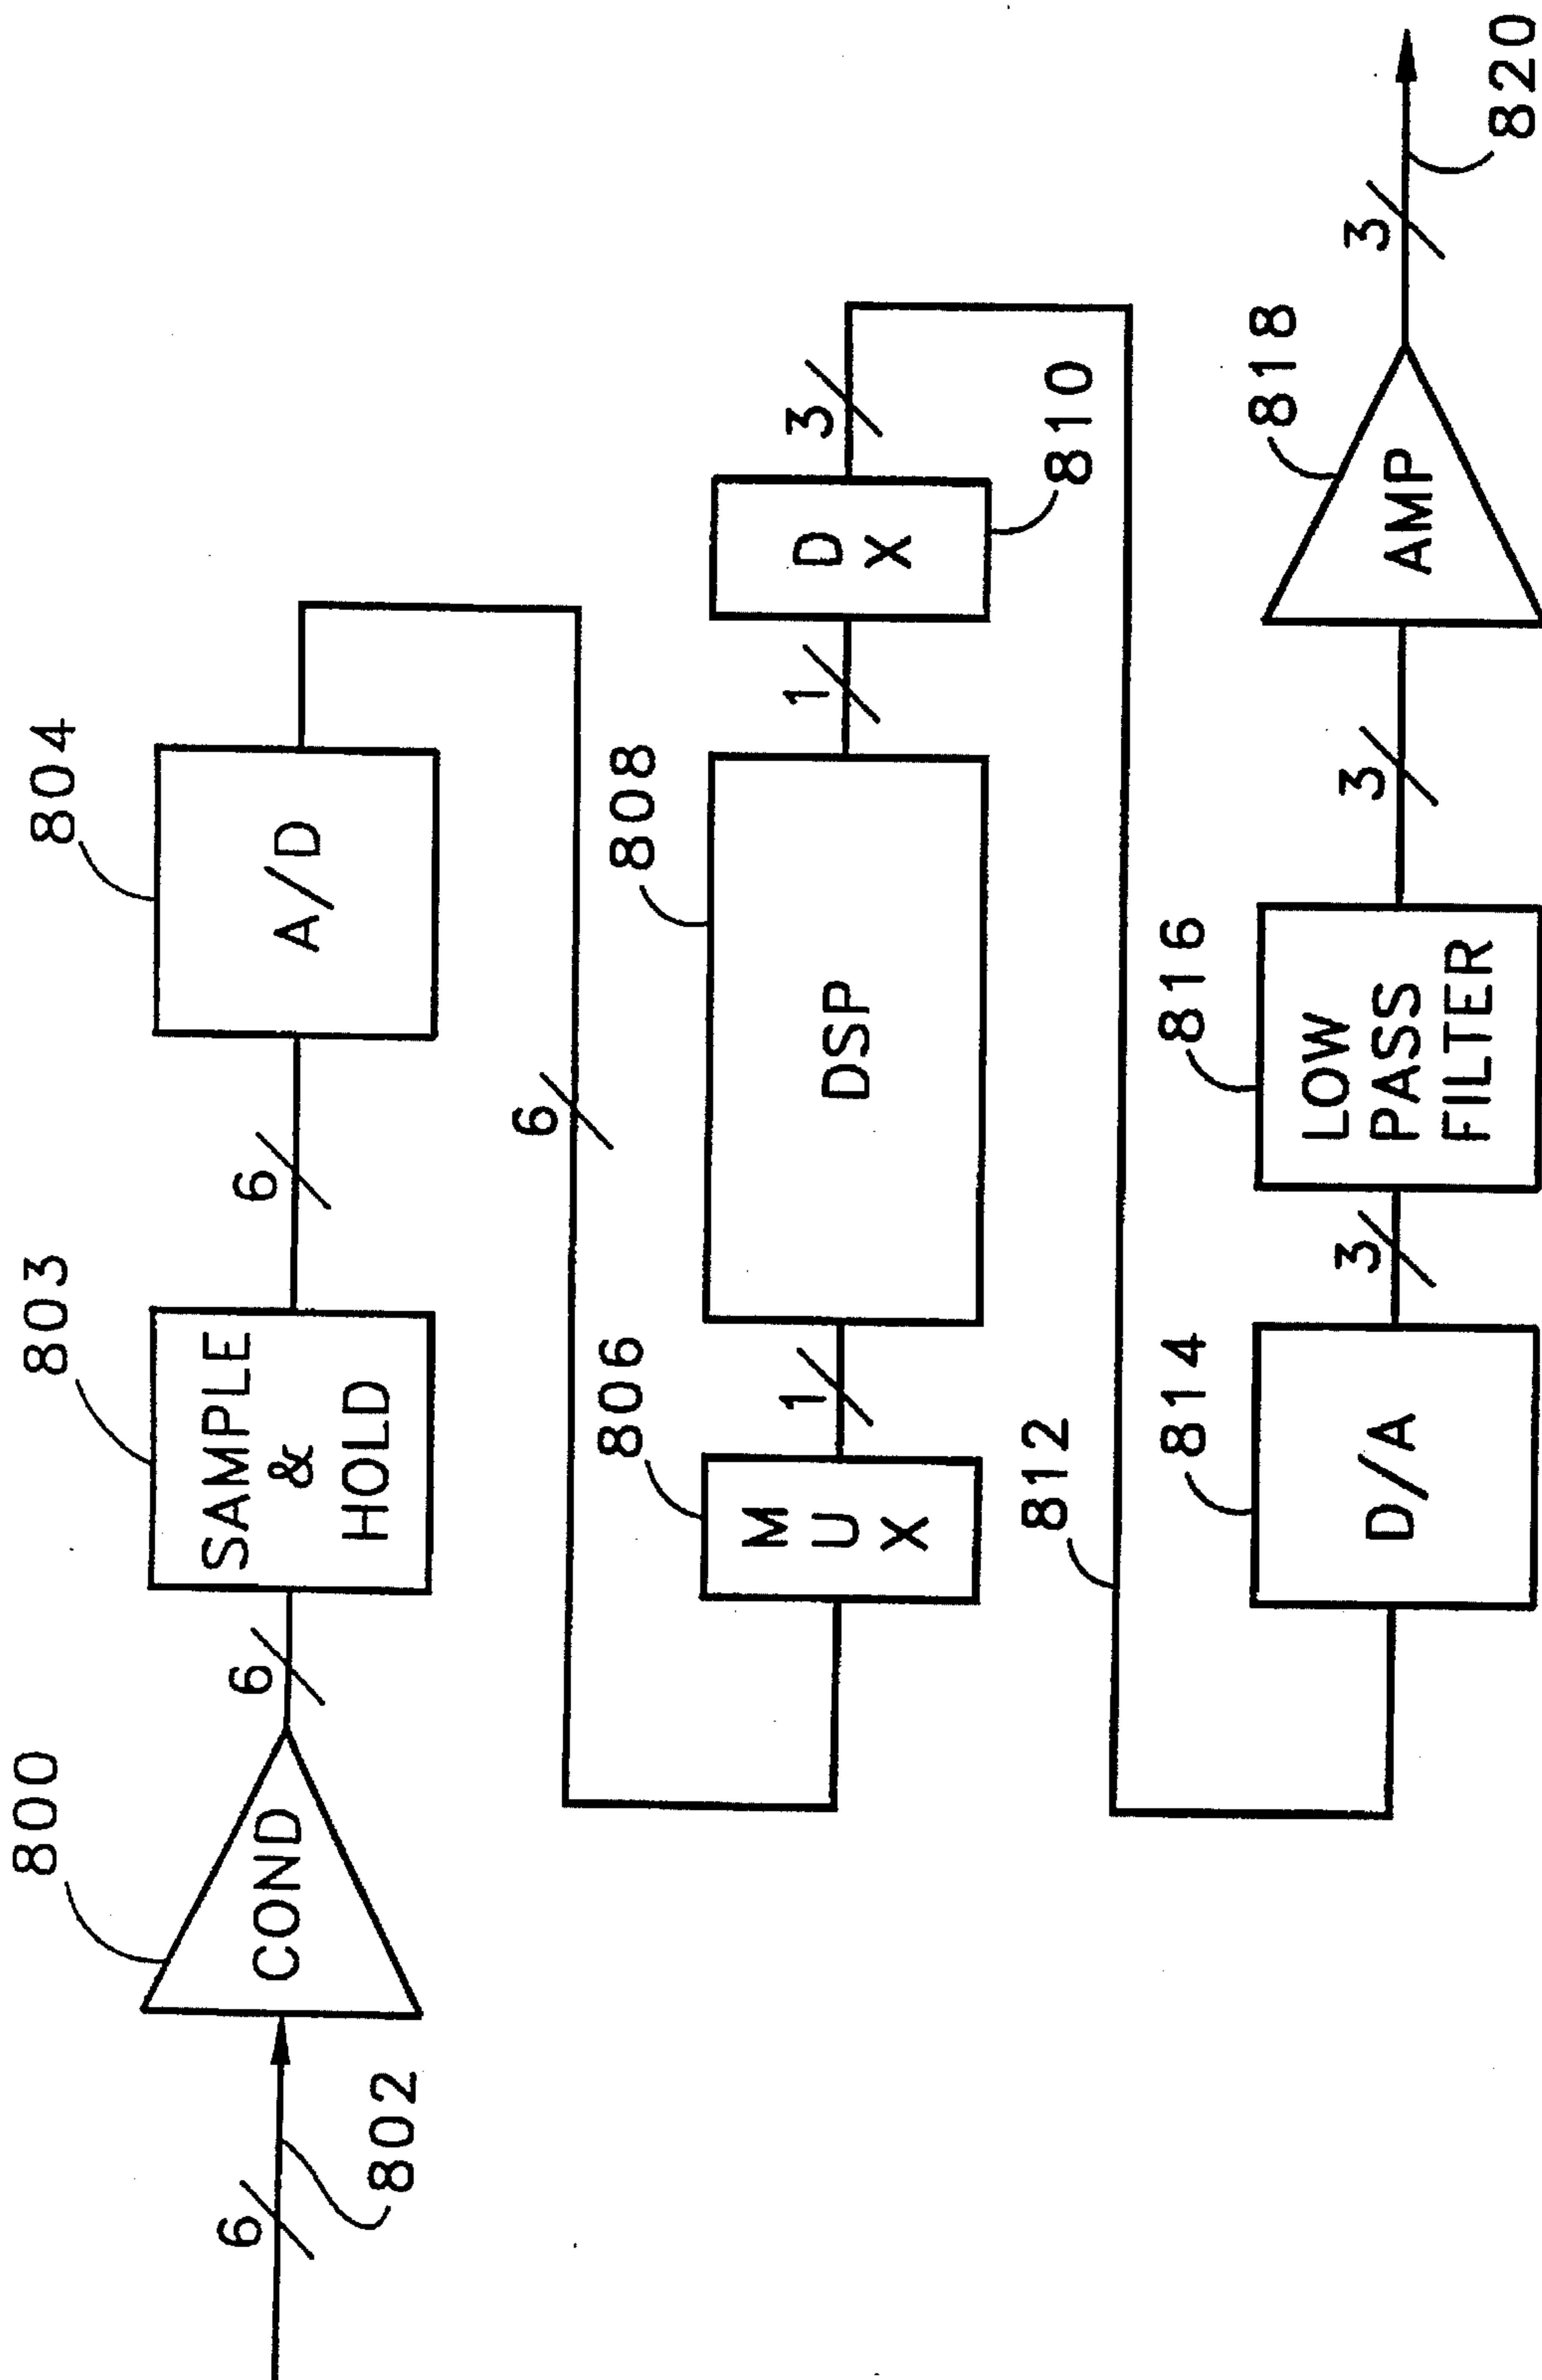 800
803
804
6
COND
6
SAMPLE
&
HOLD
6
A/D
802
6
806
808
M
U
X
1
DSP
1
D
X
3
810
812
814
816
818
D/A
3
LOW
PASS
FILTER
3
AMP
3
820